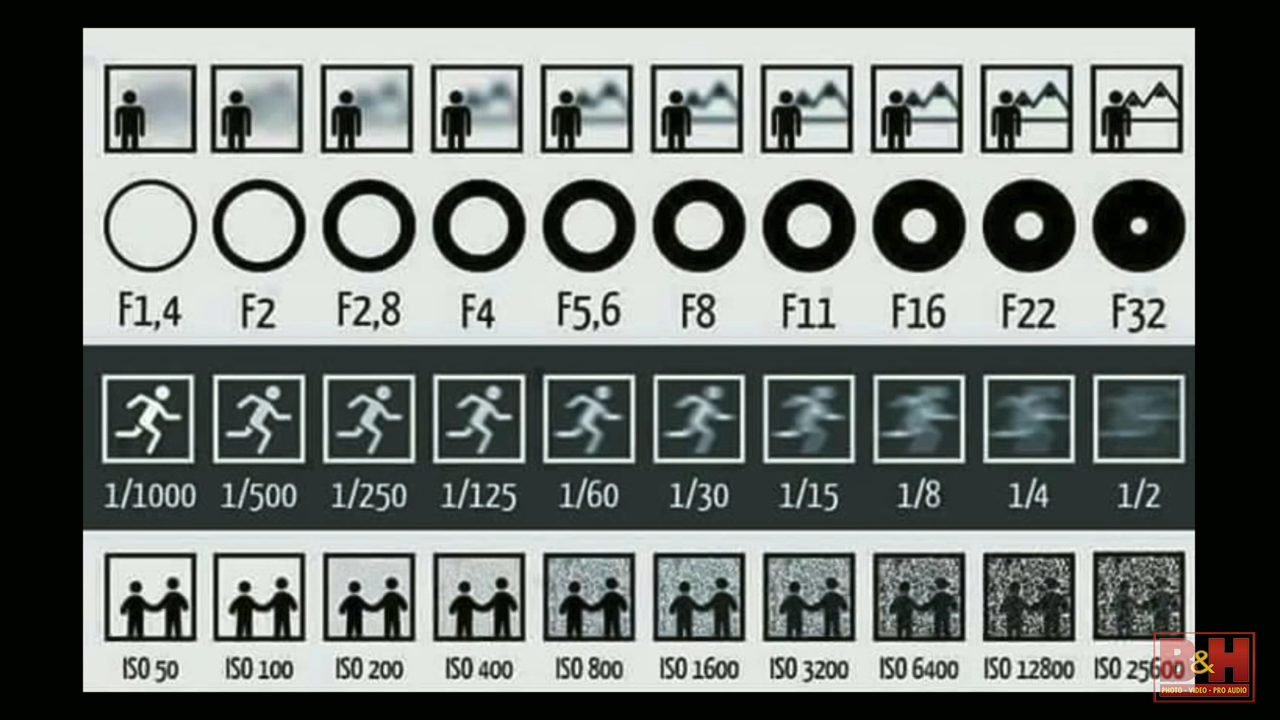 F1,4 F2 F2,8 F4 F5,6 F8 F11 F16 F22 F32
1/1000 1/500 1/250 1/125 1/60 1/30 1/15 1/8 1/4 1/2
ISO 50 ISO 100 ISO 200 ISO 400 ISO 800 ISO 1600 ISO 3200 ISO 6400 ISO 12800 ISO 25600
B&H
PHOTO - VIDEO - PRO AUDIO